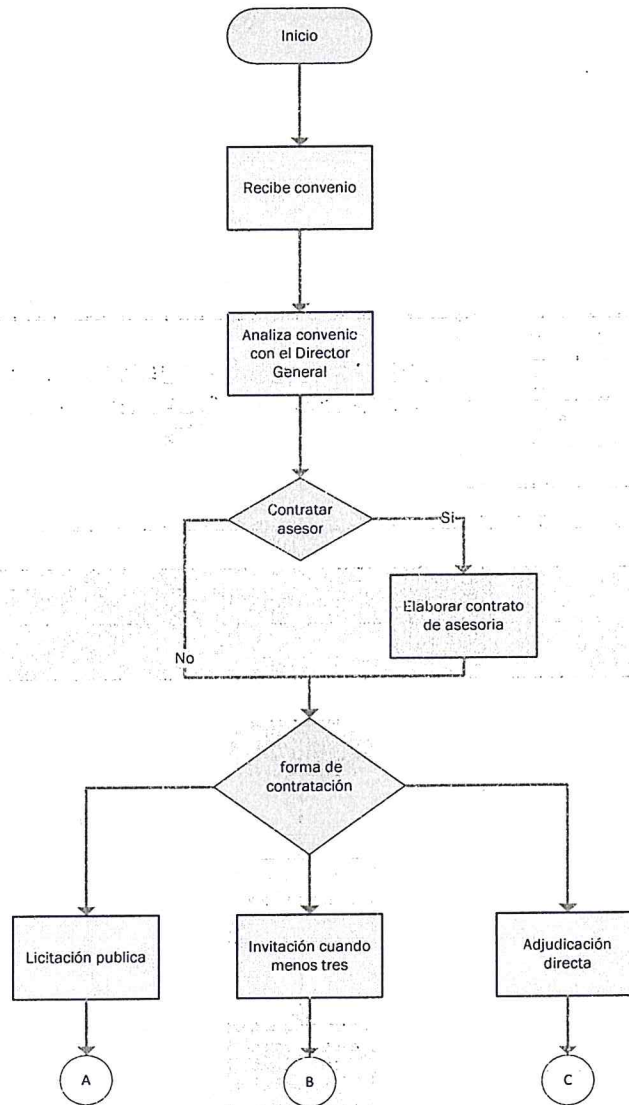 Inicio
Recibe convenio
Analiza convenic
con el Director
General
Contratar
asesor
Si
Elaborar contrato
de asesoria
No
forma de
contratación
Licitación publica
Invitación cuando
menos tres
Adjudicación
directa
A
B
C